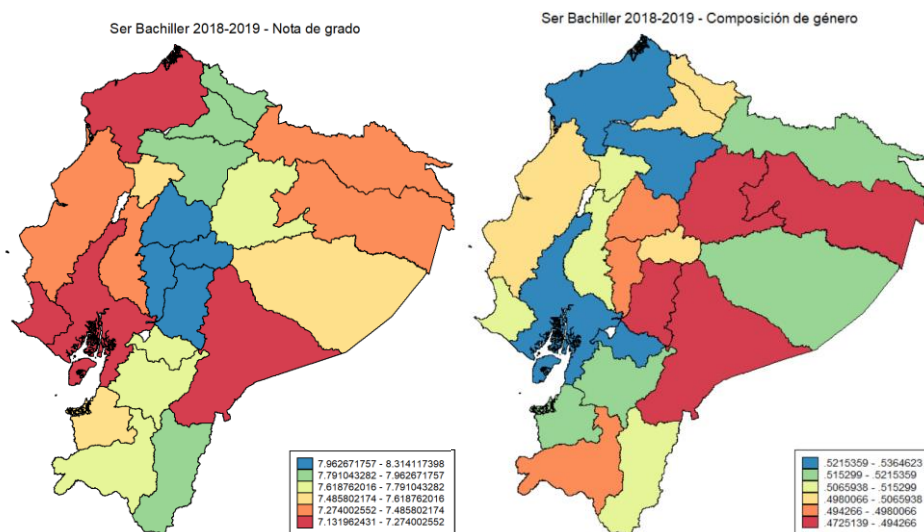 Ser Bachiller 2018-2019 - Nota de grado
7.962671757 - 8.314117398
7.791043282 - 7.962671757
7.618762016 - 7.791043282
7.485802174 - 7.618762016
7.274002552 - 7.485802174
7.131962431 - 7.274002552
Ser Bachiller 2018-2019 - Composición de género
.5215359 - .5364623
.515299 - .5215359
.5065938 - .515299
.4980066 - .5065938
.494266 - .4980066
.4725139 - .494266